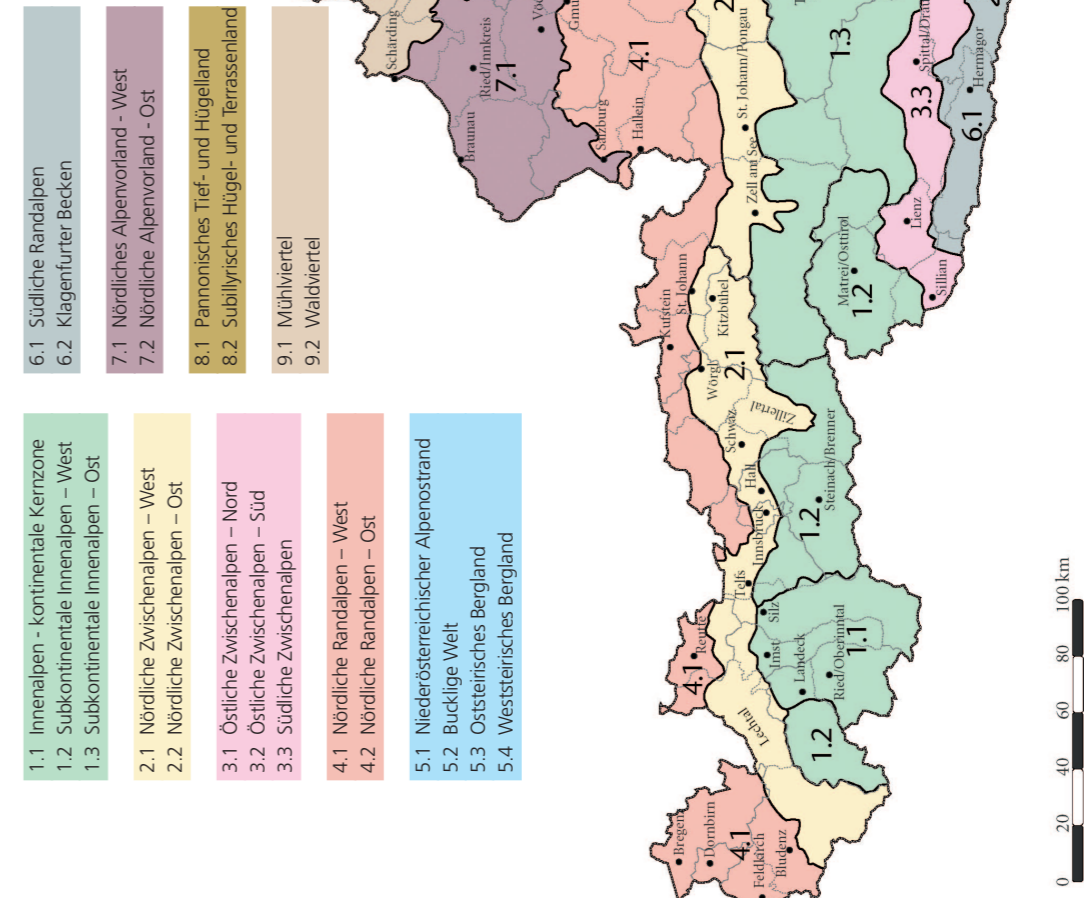 1.1 Innenalpen - kontinentale Kernzone
1.2 Subkontinentale Innenalpen – West
1.3 Subkontinentale Innenalpen – Ost
2.1 Nördliche Zwischenalpen – West
2.2 Nördliche Zwischenalpen – Ost
3.1 Östliche Zwischenalpen – Nord
3.2 Östliche Zwischenalpen – Süd
3.3 Südliche Zwischenalpen
4.1 Nördliche Randalpen – West
4.2 Nördliche Randalpen – Ost
5.1 Niederösterreichischer Alpenostrand
5.2 Bucklige Welt
5.3 Oststeirisches Bergland
5.4 Weststeirisches Bergland
6.1 Südliche Randalpen
6.2 Klagenfurter Becken
7.1 Nördliches Alpenvorland - West
7.2 Nördliche Alpenvorland - Ost
8.1 Pannonisches Tief- und Hügelland
8.2 Subillyrisches Hügel- und Terrassenland
9.1 Mühlviertel
9.2 Waldviertel
Schärding
Ried/Innkreis
7.1
Braunau
4.1
Salzburg
Hallein
St. Johann/Pongau
Zell am See
1.3
Spittal/Drau
3.3
Hermagor
6.1
Lienz
Sillian
Matrei/Osttirol
1.2
Kufstein
St. Johann
Kitzbühel
Wörgl
2.1
Zillertal
Schwaz
Hall
Innsbruck
Steinach/Brenner
1.2
Telfs
Silz
Imst
Landeck
Ried/Oberinntal
1.1
Reutte
4.1
Lechtal
1.2
Bregenz
Dornbirn
4.1
Feldkirch
Bludenz
0 20 40 60 80 100 km